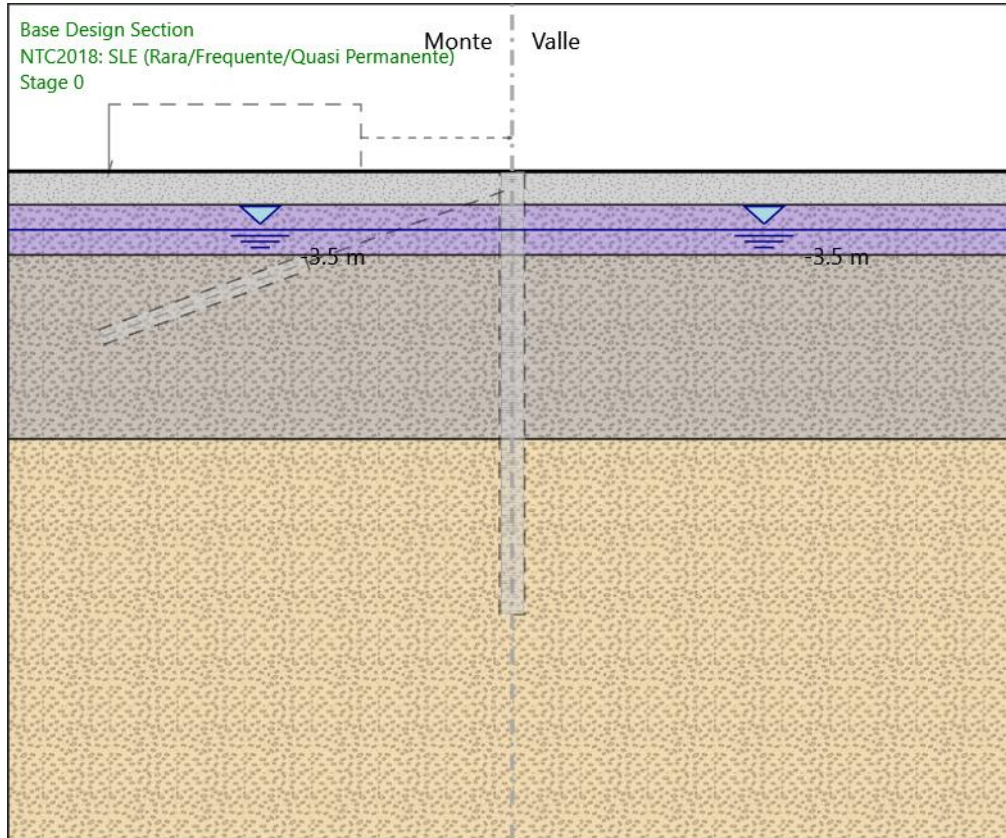 Base Design Section
NTC2018: SLE (Rara/Frequente/Quasi Permanente)
Stage 0
Monte
Valle
-3.5 m
-3.5 m